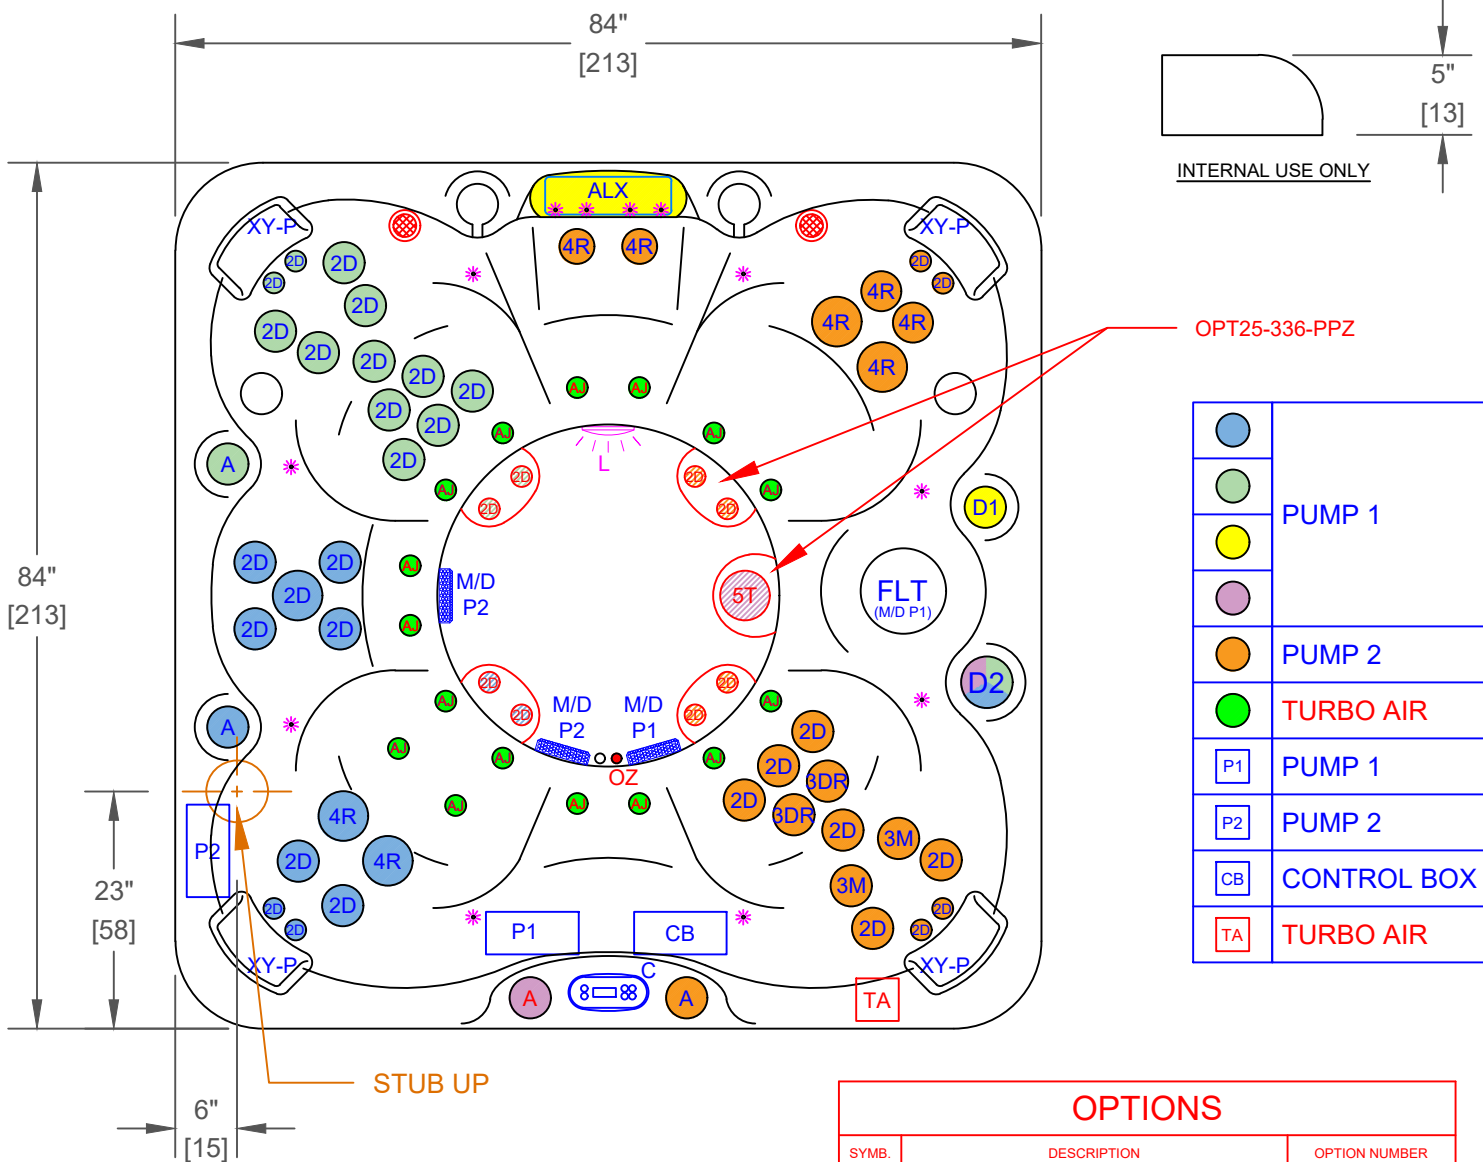 84"
[213]
5"
[13]
INTERNAL USE ONLY
ALX
XY-P
XY-P
4R
4R
2D
2D
2D
2D
2D
2D
2D
2D
2D
2D
2D
2D
2D
2D
4R
4R
4R
4R
OPT25-336-PPZ
AJ
AJ
AJ
AJ
AJ
AJ
L
A
2D
2D
2D
2D
D1
PUMP 1
84"
[213]
2D
2D
2D
2D
2D
AJ
AJ
M/D
P2
5T
FLT
(M/D P1)
D2
PUMP 2
TURBO AIR
P1
PUMP 1
P2
PUMP 2
CB
CONTROL BOX
TA
TURBO AIR
A
2D
2D
2D
2D
M/D
P2
M/D
P1
OZ
AJ
AJ
AJ
AJ
AJ
AJ
AJ
AJ
2D
2D
2D
3DR
3DR
2D
3M
2D
3M
2D
2D
2D
P2
4R
2D
4R
2D
2D
2D
23"
[58]
P1
CB
XY-P
C
XY-P
A
A
TA
STUB UP
6"
[15]
OPTIONS
SYMB.
DESCRIPTION
OPTION NUMBER